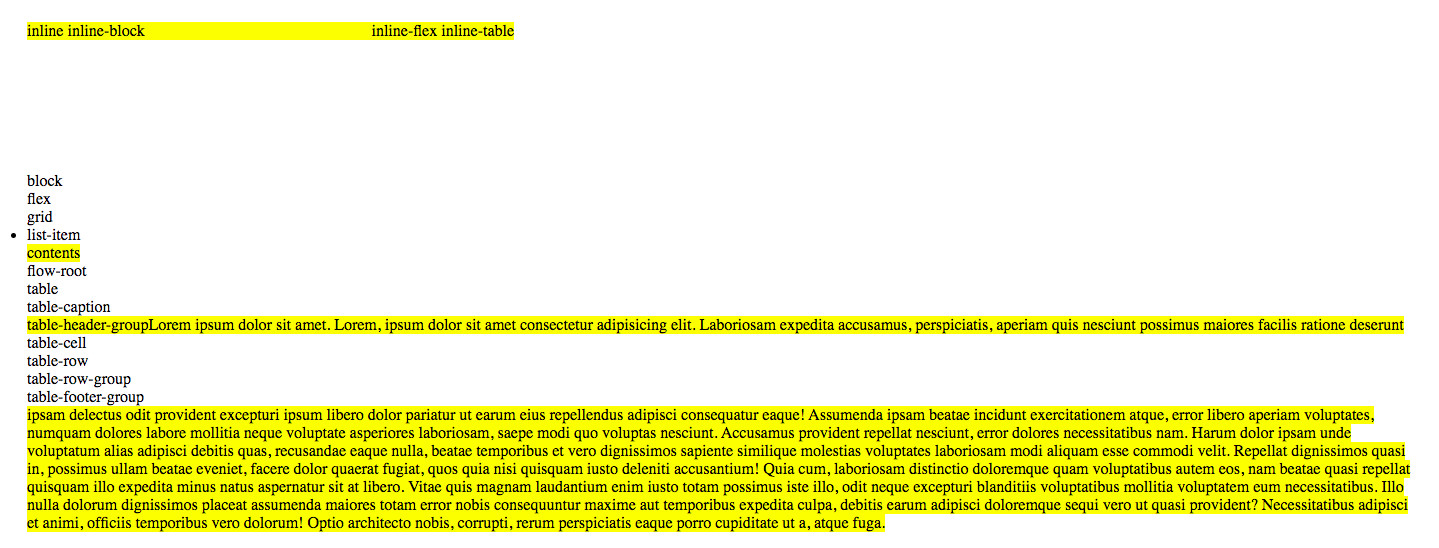 inline inline-block inline-flex inline-table
block
flex
grid
• list-item
contents
flow-root
table
table-caption
table-header-groupLorem ipsum dolor sit amet. Lorem, ipsum dolor sit amet consectetur adipisicing elit. Laboriosam expedita accusamus, perspiciatis, aperiam quis nesciunt possimus maiores facilis ratione deserunt
table-cell
table-row
table-row-group
table-footer-group
ipsam delectus odit provident excepturi ipsum libero dolor pariatur ut earum eius repellendus adipisci consequatur eaque! Assumenda ipsam beatae incidunt exercitationem atque, error libero aperiam voluptates,
numquam dolores labore mollitia neque voluptate asperiores laboriosam, saepe modi quo voluptas nesciunt. Accusamus provident repellat nesciunt, error dolores necessitatibus nam. Harum dolor ipsam unde
voluptatum alias adipisci debitis quas, recusandae eaque nulla, beatae temporibus et vero dignissimos sapiente similique molestias voluptates laboriosam modi aliquam esse commodi velit. Repellat dignissimos quasi
in, possimus ullam beatae eveniet, facere dolor quaerat fugiat, quos quia nisi quisquam iusto deleniti accusantium! Quia cum, laboriosam distinctio doloremque quam voluptatibus autem eos, nam beatae quasi repellat
quisquam illo expedita minus natus aspernatur sit at libero. Vitae quis magnam laudantium enim iusto totam possimus iste illo, odit neque excepturi blanditiis voluptatibus mollitia voluptatem eum necessitatibus. Illo
nulla dolorum dignissimos placeat assumenda maiores totam error nobis consequuntur maxime aut temporibus expedita culpa, debitis earum adipisci doloremque sequi vero ut quasi provident? Necessitatibus adipisci
et animi, officiis temporibus vero dolorum! Optio architecto nobis, corrupti, rerum perspiciatis eaque porro cupiditate ut a, atque fuga.